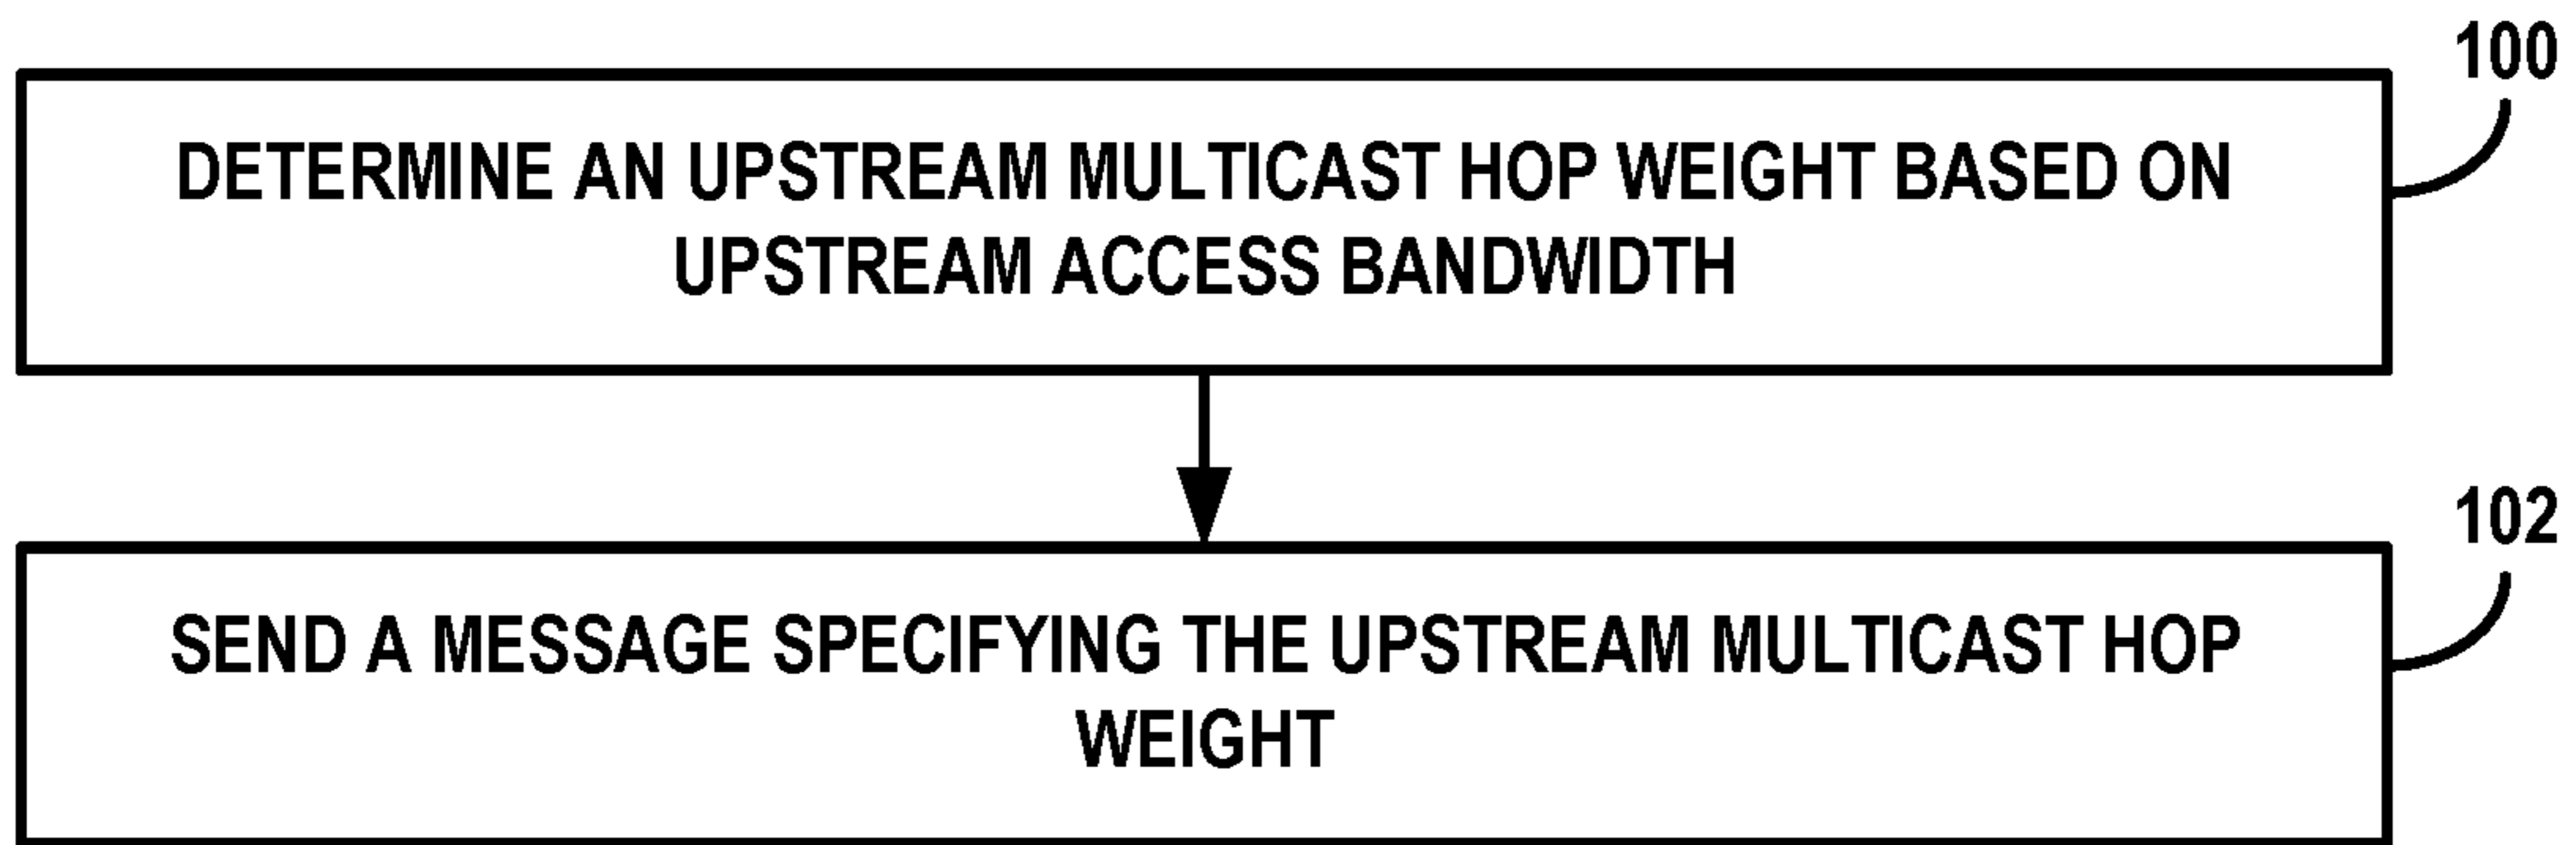 100
DETERMINE AN UPSTREAM MULTICAST HOP WEIGHT BASED ON
UPSTREAM ACCESS BANDWIDTH
102
SEND A MESSAGE SPECIFYING THE UPSTREAM MULTICAST HOP
WEIGHT